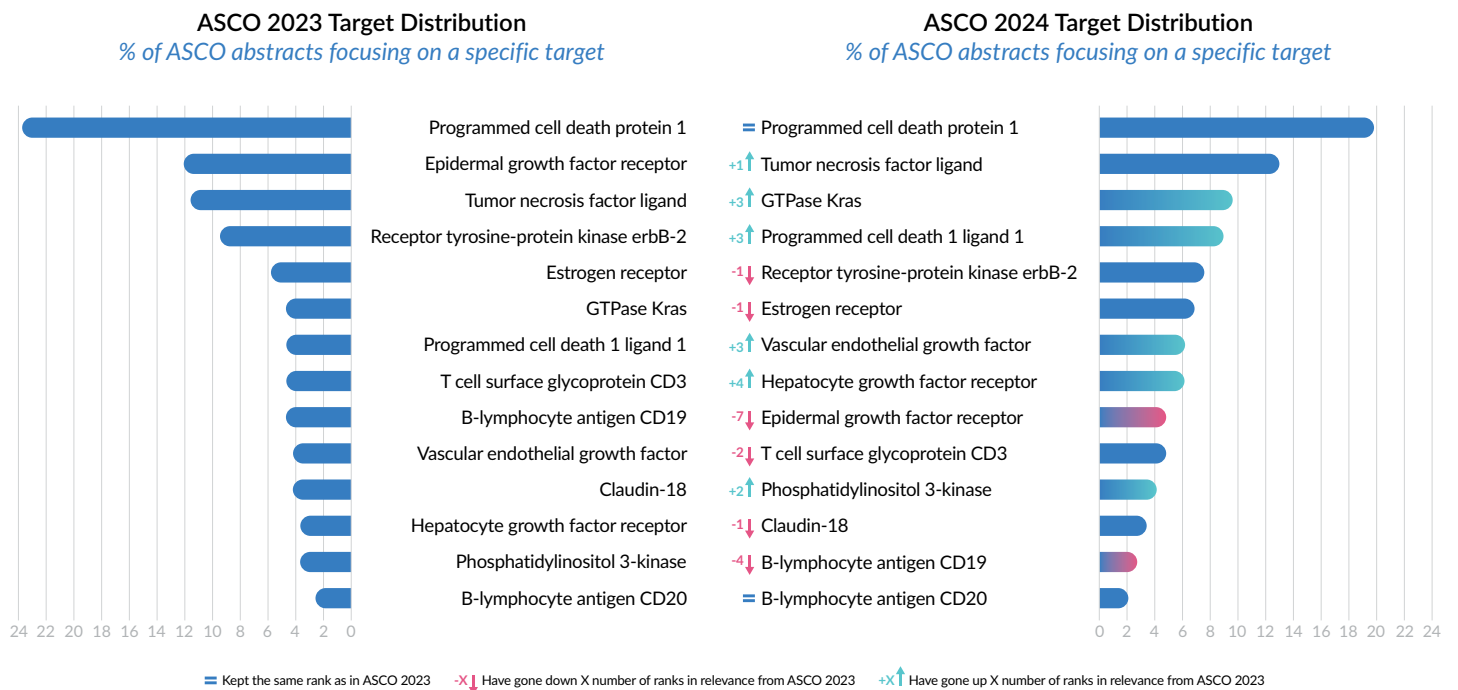 ASCO 2023 Target Distribution
% of ASCO abstracts focusing on a specific target
Programmed cell death protein 1
Epidermal growth factor receptor
Tumor necrosis factor ligand
Receptor tyrosine-protein kinase erbB-2
Estrogen receptor
GTPase Kras
Programmed cell death 1 ligand 1
T cell surface glycoprotein CD3
B-lymphocyte antigen CD19
Vascular endothelial growth factor
Claudin-18
Hepatocyte growth factor receptor
Phosphatidylinositol 3-kinase
B-lymphocyte antigen CD20
24 22 20 18 16 14 12 10 8 6 4 2 0
ASCO 2024 Target Distribution
% of ASCO abstracts focusing on a specific target
= Programmed cell death protein 1
+1 Tumor necrosis factor ligand
+3 GTPase Kras
+3 Programmed cell death 1 ligand 1
-1 Receptor tyrosine-protein kinase erbB-2
-1 Estrogen receptor
+3 Vascular endothelial growth factor
+4 Hepatocyte growth factor receptor
-7 Epidermal growth factor receptor
-2 T cell surface glycoprotein CD3
+2 Phosphatidylinositol 3-kinase
-1 Claudin-18
-4 B-lymphocyte antigen CD19
= B-lymphocyte antigen CD20
0 2 4 6 8 10 12 14 16 18 20 22 24
= Kept the same rank as in ASCO 2023
-X Have gone down X number of ranks in relevance from ASCO 2023
+X Have gone up X number of ranks in relevance from ASCO 2023